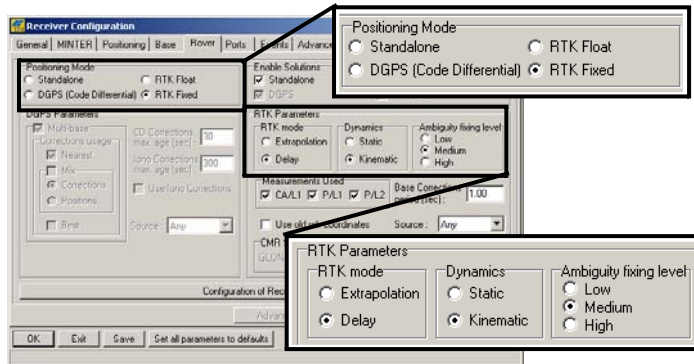 Receiver Configuration
General MINTER Positioning Base Rover Ports Events Advance
Positioning Mode
Standalone RTK Float
DGPS (Code Differential) RTK Fixed
Enable Solutions
Standalone
DGPS
DGPS Parameters
Multi-base
Corrections usage
Nearest
Mix
Corrections
Positions
Best
CD Corrections max. age (sec) 30
Iono Corrections max. age (sec) 300
Use Iono Corrections
Source : Any
RTK Parameters
RTK mode
Extrapolation
Delay
Dynamics
Static
Kinematic
Ambiguity fixing level
Low
Medium
High
Measurements Used
CA/L1 P/L1 P/L2
Base Corrections period (sec) : 1.00
Source : Any
CMR
Configuration of
OK Exit Save Set all parameters to defaults
Positioning Mode
Standalone RTK Float
DGPS (Code Differential) RTK Fixed
RTK Parameters
RTK mode
Extrapolation
Delay
Dynamics
Static
Kinematic
Ambiguity fixing level
Low
Medium
High